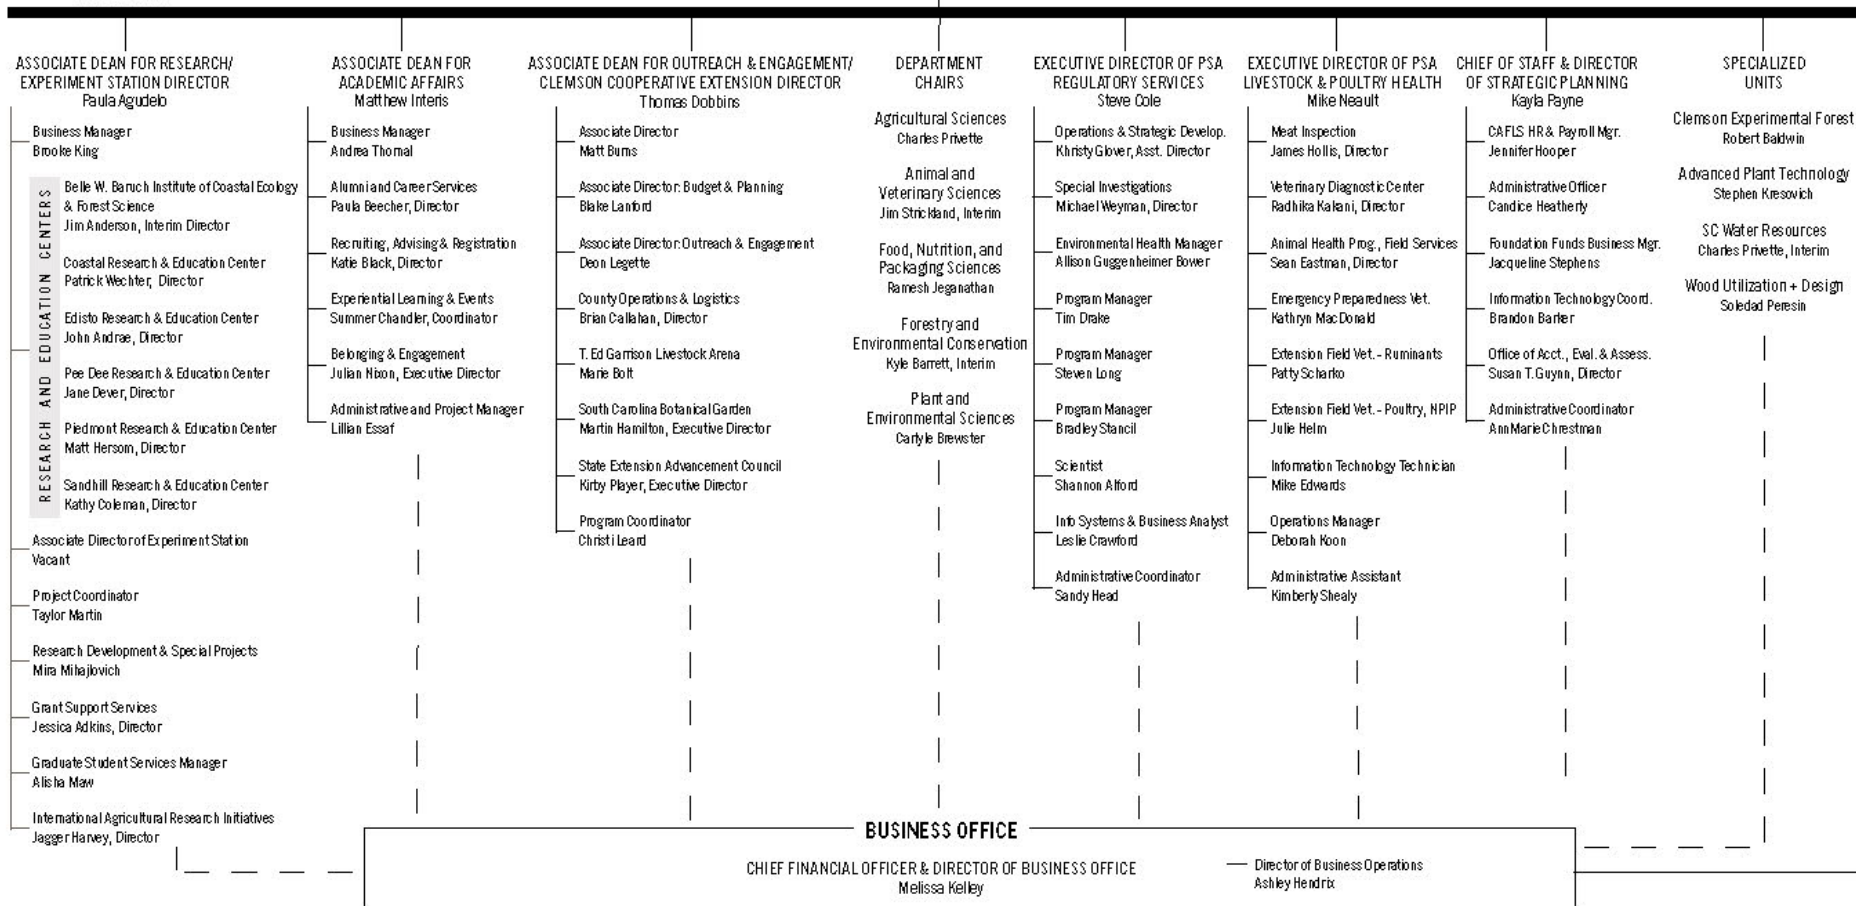 ASSOCIATE DEAN FOR RESEARCH/
EXPERIMENT STATION DIRECTOR
Paula Agudelo
Business Manager
Brooke King
RESEARCH AND EDUCATION CENTERS
Belle W. Baruch Institute of Coastal Ecology
& Forest Science
Jim Anderson, Interim Director
Coastal Research & Education Center
Patrick Wechter, Director
Edisto Research & Education Center
John Andrae, Director
Pee Dee Research & Education Center
Jane Dever, Director
Piedmont Research & Education Center
Matt Hersom, Director
Sandhill Research & Education Center
Kathy Coleman, Director
Associate Director of Experiment Station
Vacant
Project Coordinator
Taylor Martin
Research Development & Special Projects
Mira Mihajlovich
Grant Support Services
Jessica Adkins, Director
Graduate Student Services Manager
Alisha Maw
International Agricultural Research Initiatives
Jagger Harvey, Director
ASSOCIATE DEAN FOR
ACADEMIC AFFAIRS
Matthew Interis
Business Manager
Andrea Thomal
Alumni and Career Services
Paula Beecher, Director
Recruiting, Advising & Registration
Katie Black, Director
Experiential Learning & Events
Summer Chandler, Coordinator
Belonging & Engagement
Julian Nixon, Executive Director
Administrative and Project Manager
Lillian Essaf
ASSOCIATE DEAN FOR OUTREACH & ENGAGEMENT/
CLEMSON COOPERATIVE EXTENSION DIRECTOR
Thomas Dobbins
Associate Director
Matt Burns
Associate Director: Budget & Planning
Blake Lanford
Associate Director: Outreach & Engagement
Deon Legette
County Operations & Logistics
Brian Callahan, Director
T. Ed Garrison Livestock Arena
Marie Bolt
South Carolina Botanical Garden
Martin Hamilton, Executive Director
State Extension Advancement Council
Kirby Player, Executive Director
Program Coordinator
Christi Leard
DEPARTMENT
CHAIRS
Agricultural Sciences
Charles Privette
Animal and
Veterinary Sciences
Jim Strickland, Interim
Food, Nutrition, and
Packaging Sciences
Ramesh Jeganathan
Forestry and
Environmental Conservation
Kyle Barrett, Interim
Plant and
Environmental Sciences
Carlyle Brewster
EXECUTIVE DIRECTOR OF PSA
REGULATORY SERVICES
Steve Cole
Operations & Strategic Develop.
Khristy Glover, Asst. Director
Special Investigations
Michael Weyman, Director
Environmental Health Manager
Allison Guggenheimer Bower
Program Manager
Tim Drake
Program Manager
Steven Long
Program Manager
Bradley Stancil
Scientist
Shannon Alford
Info Systems & Business Analyst
Leslie Crawford
Administrative Coordinator
Sandy Head
EXECUTIVE DIRECTOR OF PSA
LIVESTOCK & POULTRY HEALTH
Mike Neault
Meat Inspection
James Hollis, Director
Veterinary Diagnostic Center
Radhika Kakani, Director
Animal Health Prog., Field Services
Sean Eastman, Director
Emergency Preparedness Vet.
Kathryn MacDonald
Extension Field Vet. - Ruminants
Patty Scharko
Extension Field Vet. - Poultry, NPIP
Julie Helm
Information Technology Technician
Mike Edwards
Operations Manager
Deborah Koon
Administrative Assistant
Kimberly Shealy
CHIEF OF STAFF & DIRECTOR
OF STRATEGIC PLANNING
Kayla Payne
CAFLS HR & Payroll Mgr.
Jennifer Hooper
Administrative Officer
Candice Heatherly
Foundation Funds Business Mgr.
Jacqueline Stephens
Information Technology Coord.
Brandon Barker
Office of Acct., Eval. & Assess.
Susan T. Guynn, Director
Administrative Coordinator
AnnMarie Chrestman
SPECIALIZED
UNITS
Clemson Experimental Forest
Robert Baldwin
Advanced Plant Technology
Stephen Kresovich
SC Water Resources
Charles Privette, Interim
Wood Utilization + Design
Soledad Peresin
BUSINESS OFFICE
CHIEF FINANCIAL OFFICER & DIRECTOR OF BUSINESS OFFICE
Melissa Kelley
Director of Business Operations
Ashley Hendrix